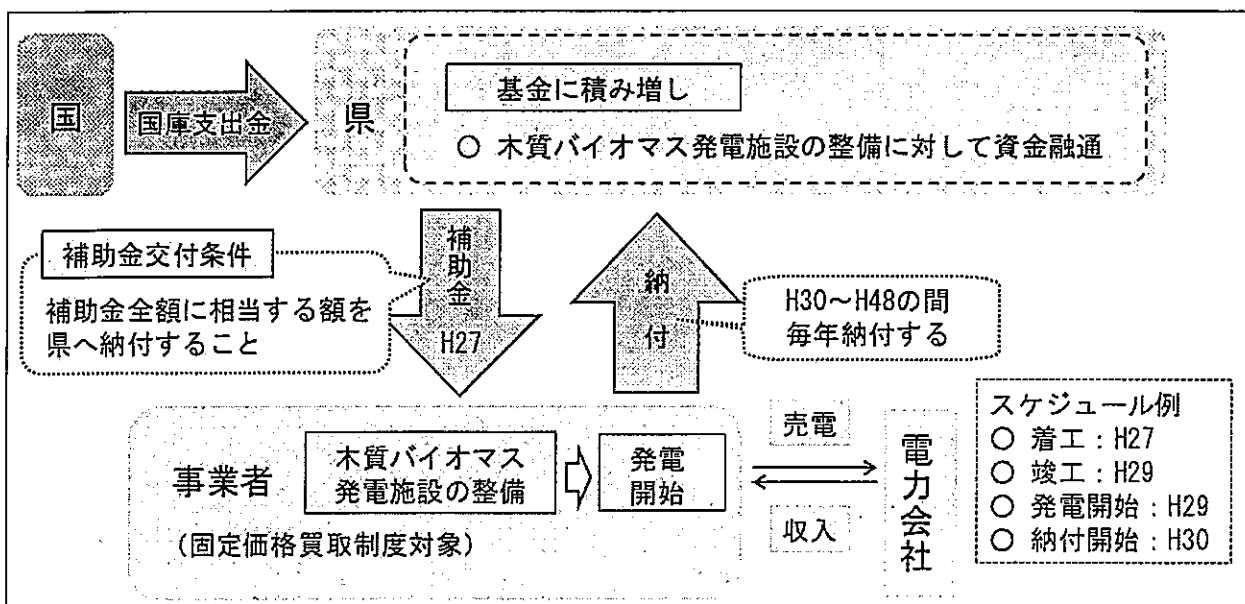 国
国庫支出金
県
基金に積み増し
○ 木質バイオマス発電施設の整備に対して資金融通
補助金交付条件
補助金全額に相当する額を
県へ納付すること
補助金
H27
納付
H30～H48の間
毎年納付する
事業者
木質バイオマス
発電施設の整備
発電
開始
（固定価格買取制度対象）
売電
収入
電力会社
スケジュール例
○ 着工：H27
○ 竣工：H29
○ 発電開始：H29
○ 納付開始：H30